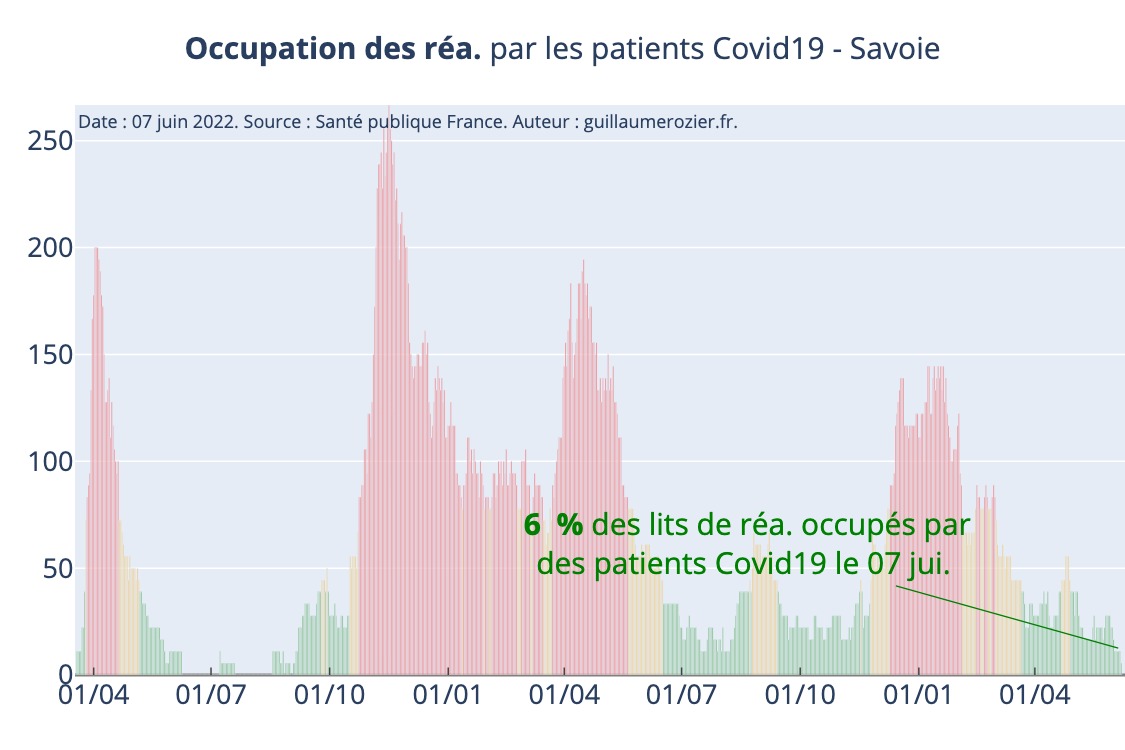 Occupation des réa. par les patients Covid19 - Savoie
Date : 07 juin 2022. Source : Santé publique France. Auteur : guillaumerozier.fr.
250
200
150
100
50
0
6 % des lits de réa. occupés par
des patients Covid19 le 07 jui.
01/04 01/07 01/10 01/01 01/04 01/07 01/10 01/01 01/04